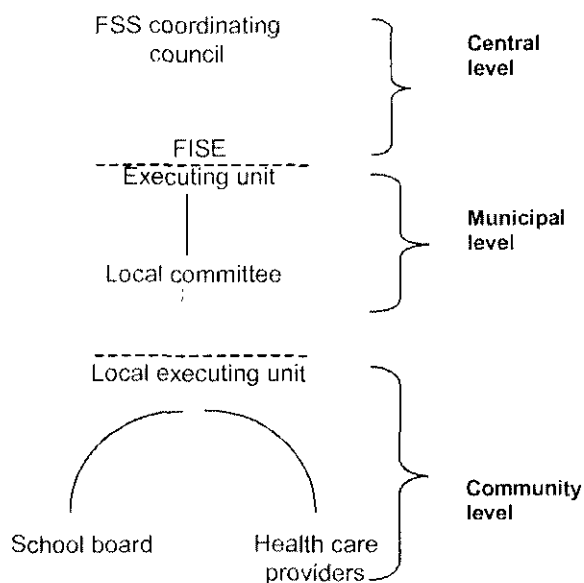 FSS coordinating
council
Central
level
FISE
Executing unit
Municipal
level
Local committee
Local executing unit
Community
level
School board
Health care
providers